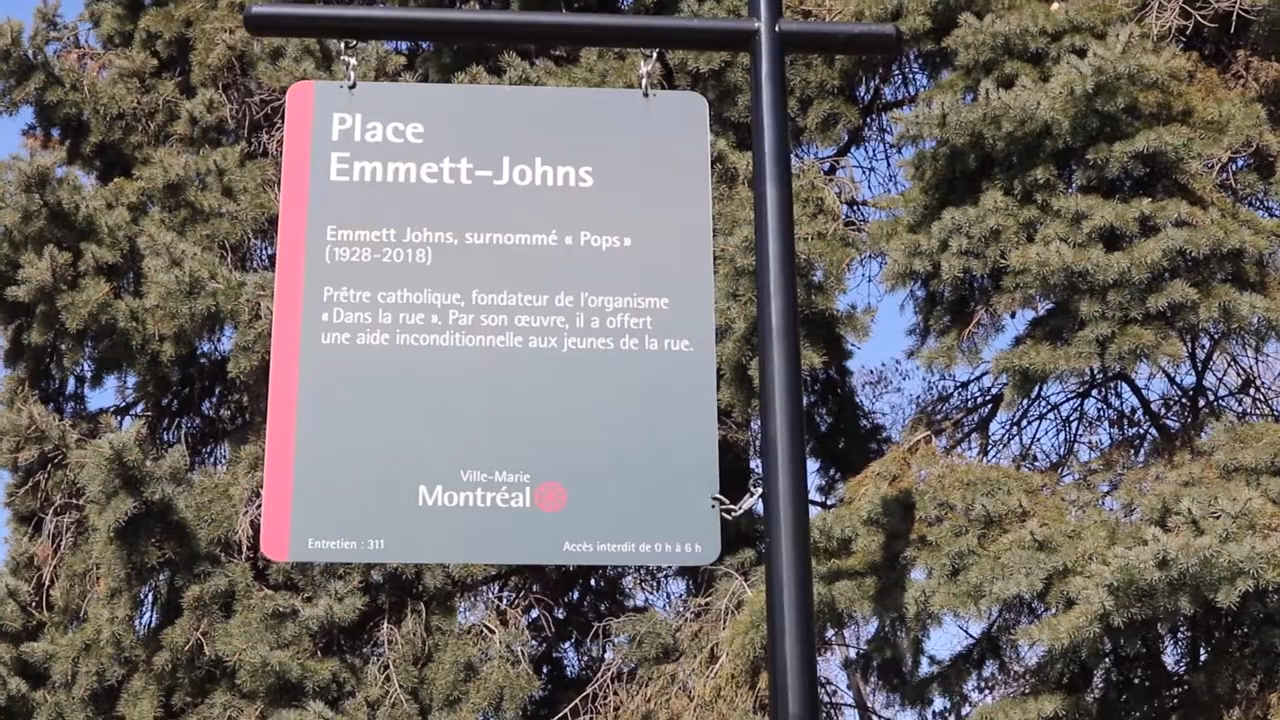 Place
Emmett-Johns
Emmett Johns, surnommé « Pops »
(1928-2018)
Prêtre catholique, fondateur de l'organisme
« Dans la rue ». Par son œuvre, il a offert
une aide inconditionnelle aux jeunes de la rue.
Ville-Marie
Montréal
Entretien : 311
Accès interdit de 0 h à 6 h